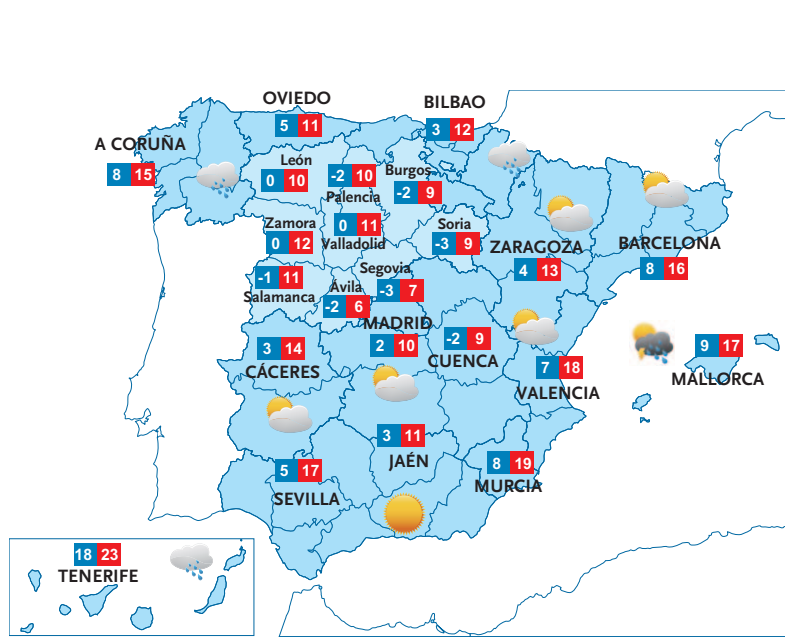 OVIEDO
5 11
BILBAO
3 12
A CORUÑA
8 15
León
0 10
-2 10
Palencia
Burgos
-2 9
Zamora
0 12
0 11
Valladolid
Soria
-3 9
ZARAGOZA
4 13
BARCELONA
8 16
-1 11
Salamanca
Ávila
-2 6
Segovia
-3 7
MADRID
2 10
-2 9
CUENCA
3 14
CÁCERES
7 18
VALENCIA
9 17
MALLORCA
3 11
JAÉN
5 17
SEVILLA
8 19
MURCIA
18 23
TENERIFE